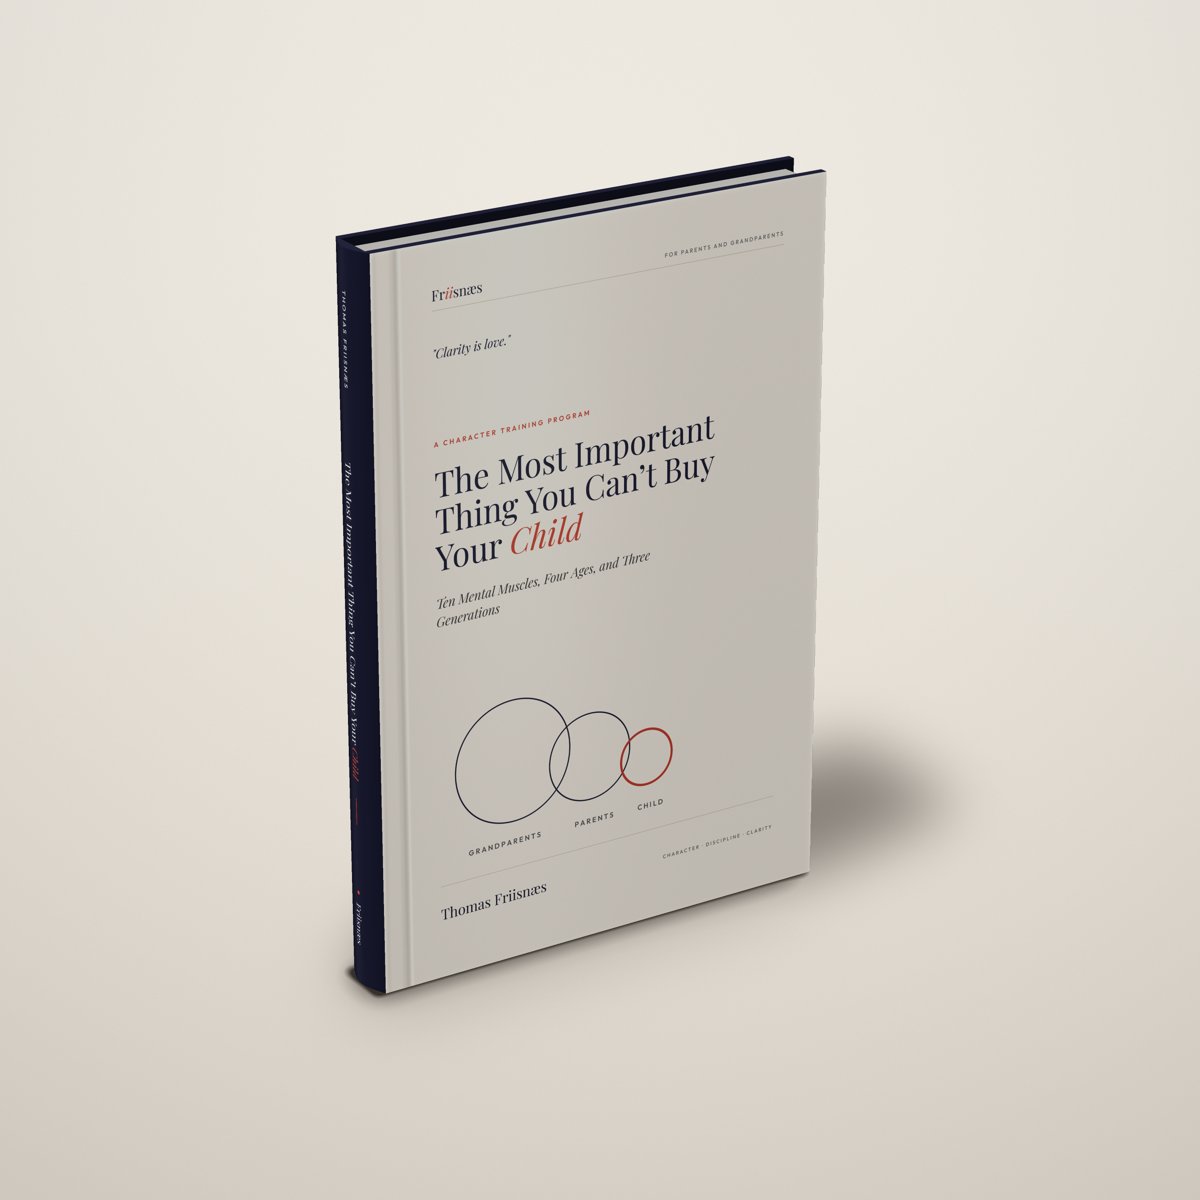 FOR PARENTS AND GRANDPARENTS
Friisnæs
"Clarity is love."
A CHARACTER TRAINING PROGRAM
The Most Important
Thing You Can't Buy
Your Child
Ten Mental Muscles, Four Ages, and Three
Generations
GRANDPARENTS
PARENTS
CHILD
CHARACTER · DISCIPLINE · CLARITY
Thomas Friisnæs
THOMAS FRIISNÆS
The Most Important Thing You Can't Buy Your Child
Friisnæs